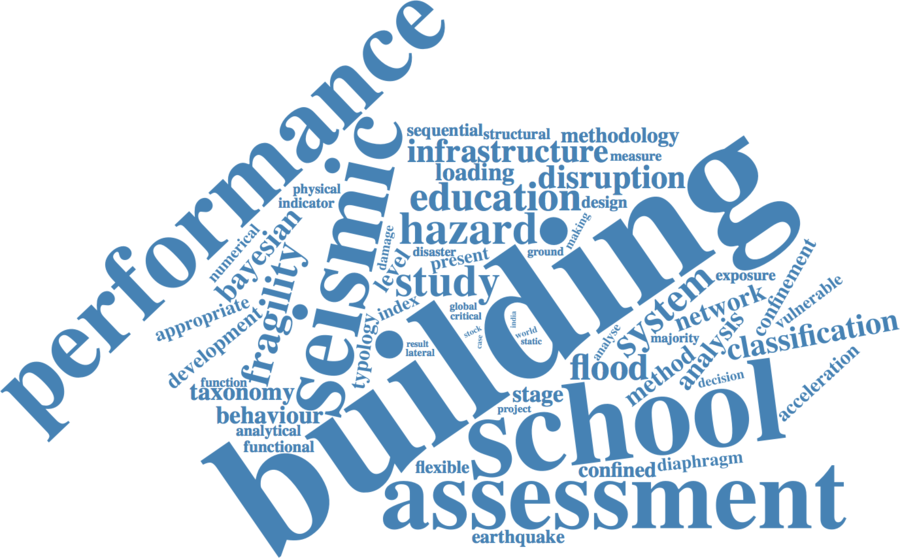 performance
building
seismic
school
assessment
sequential
structural
methodology
infrastructure
measure
loading
disruption
education
design
hazard
making
physical
indicator
numerical
bayesian
damage
disaster
ground
level
present
study
appropriate
fragility
development
typology
index
global
critical
stock
case
india
world
static
analyse
result
lateral
system
exposure
confinement
network
vulnerable
majority
analysis
classification
flood
method
decision
acceleration
function
taxonomy
behaviour
analytical
functional
stage
project
flexible
confined
diaphragm
earthquake